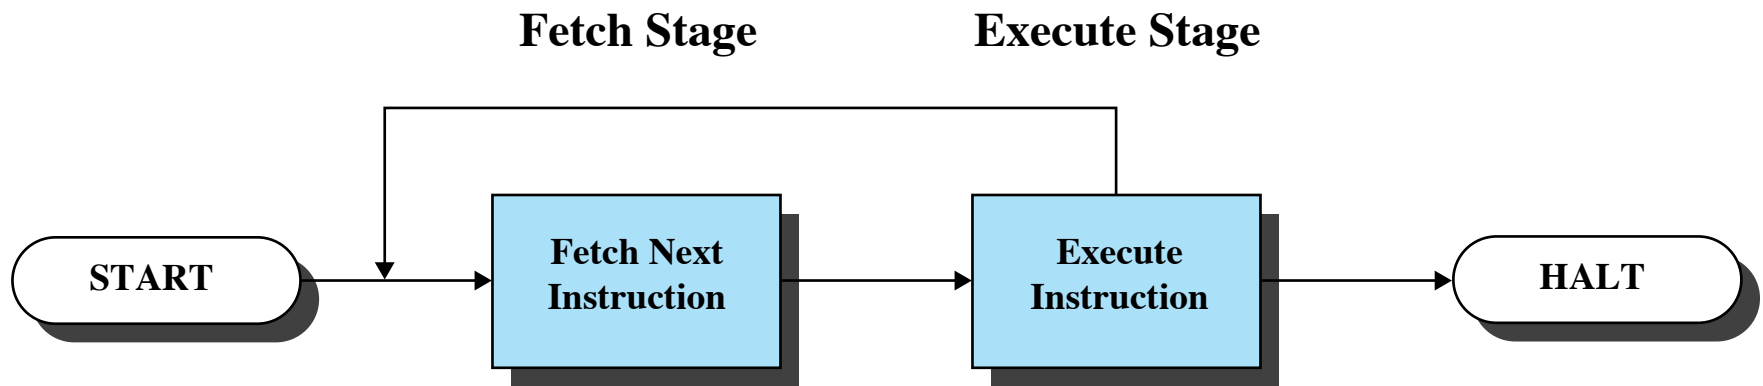 Fetch Stage
Execute Stage
START
Fetch Next
Instruction
Execute
Instruction
HALT